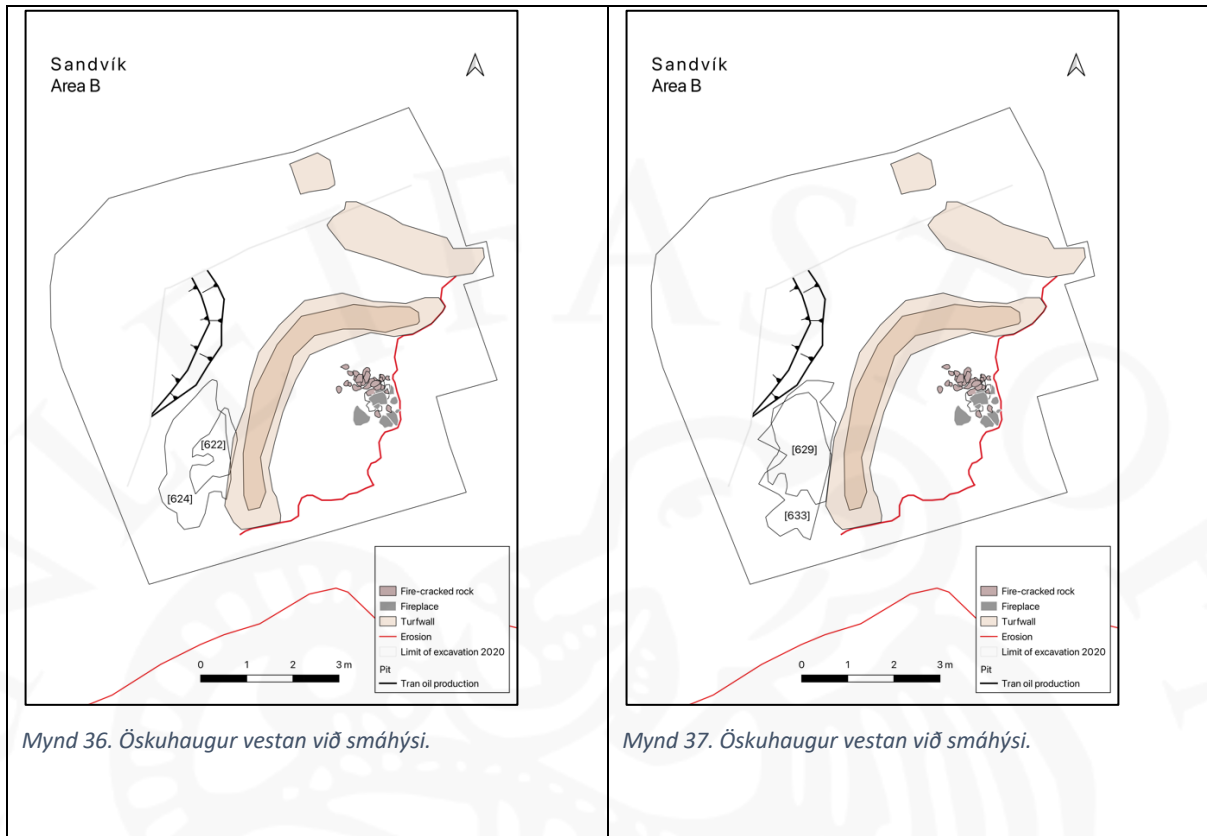 Sandvík
Area B
[622]
[624]
Fire-cracked rock
Fireplace
Turfwall
Erosion
Limit of excavation 2020
Pit
Tran oil production
0 1 2 3 m
Mynd 36. Öskuhaugur vestan við smáhýsi.
Sandvík
Area B
[629]
[633]
Fire-cracked rock
Fireplace
Turfwall
Erosion
Limit of excavation 2020
Pit
Tran oil production
0 1 2 3 m
Mynd 37. Öskuhaugur vestan við smáhýsi.